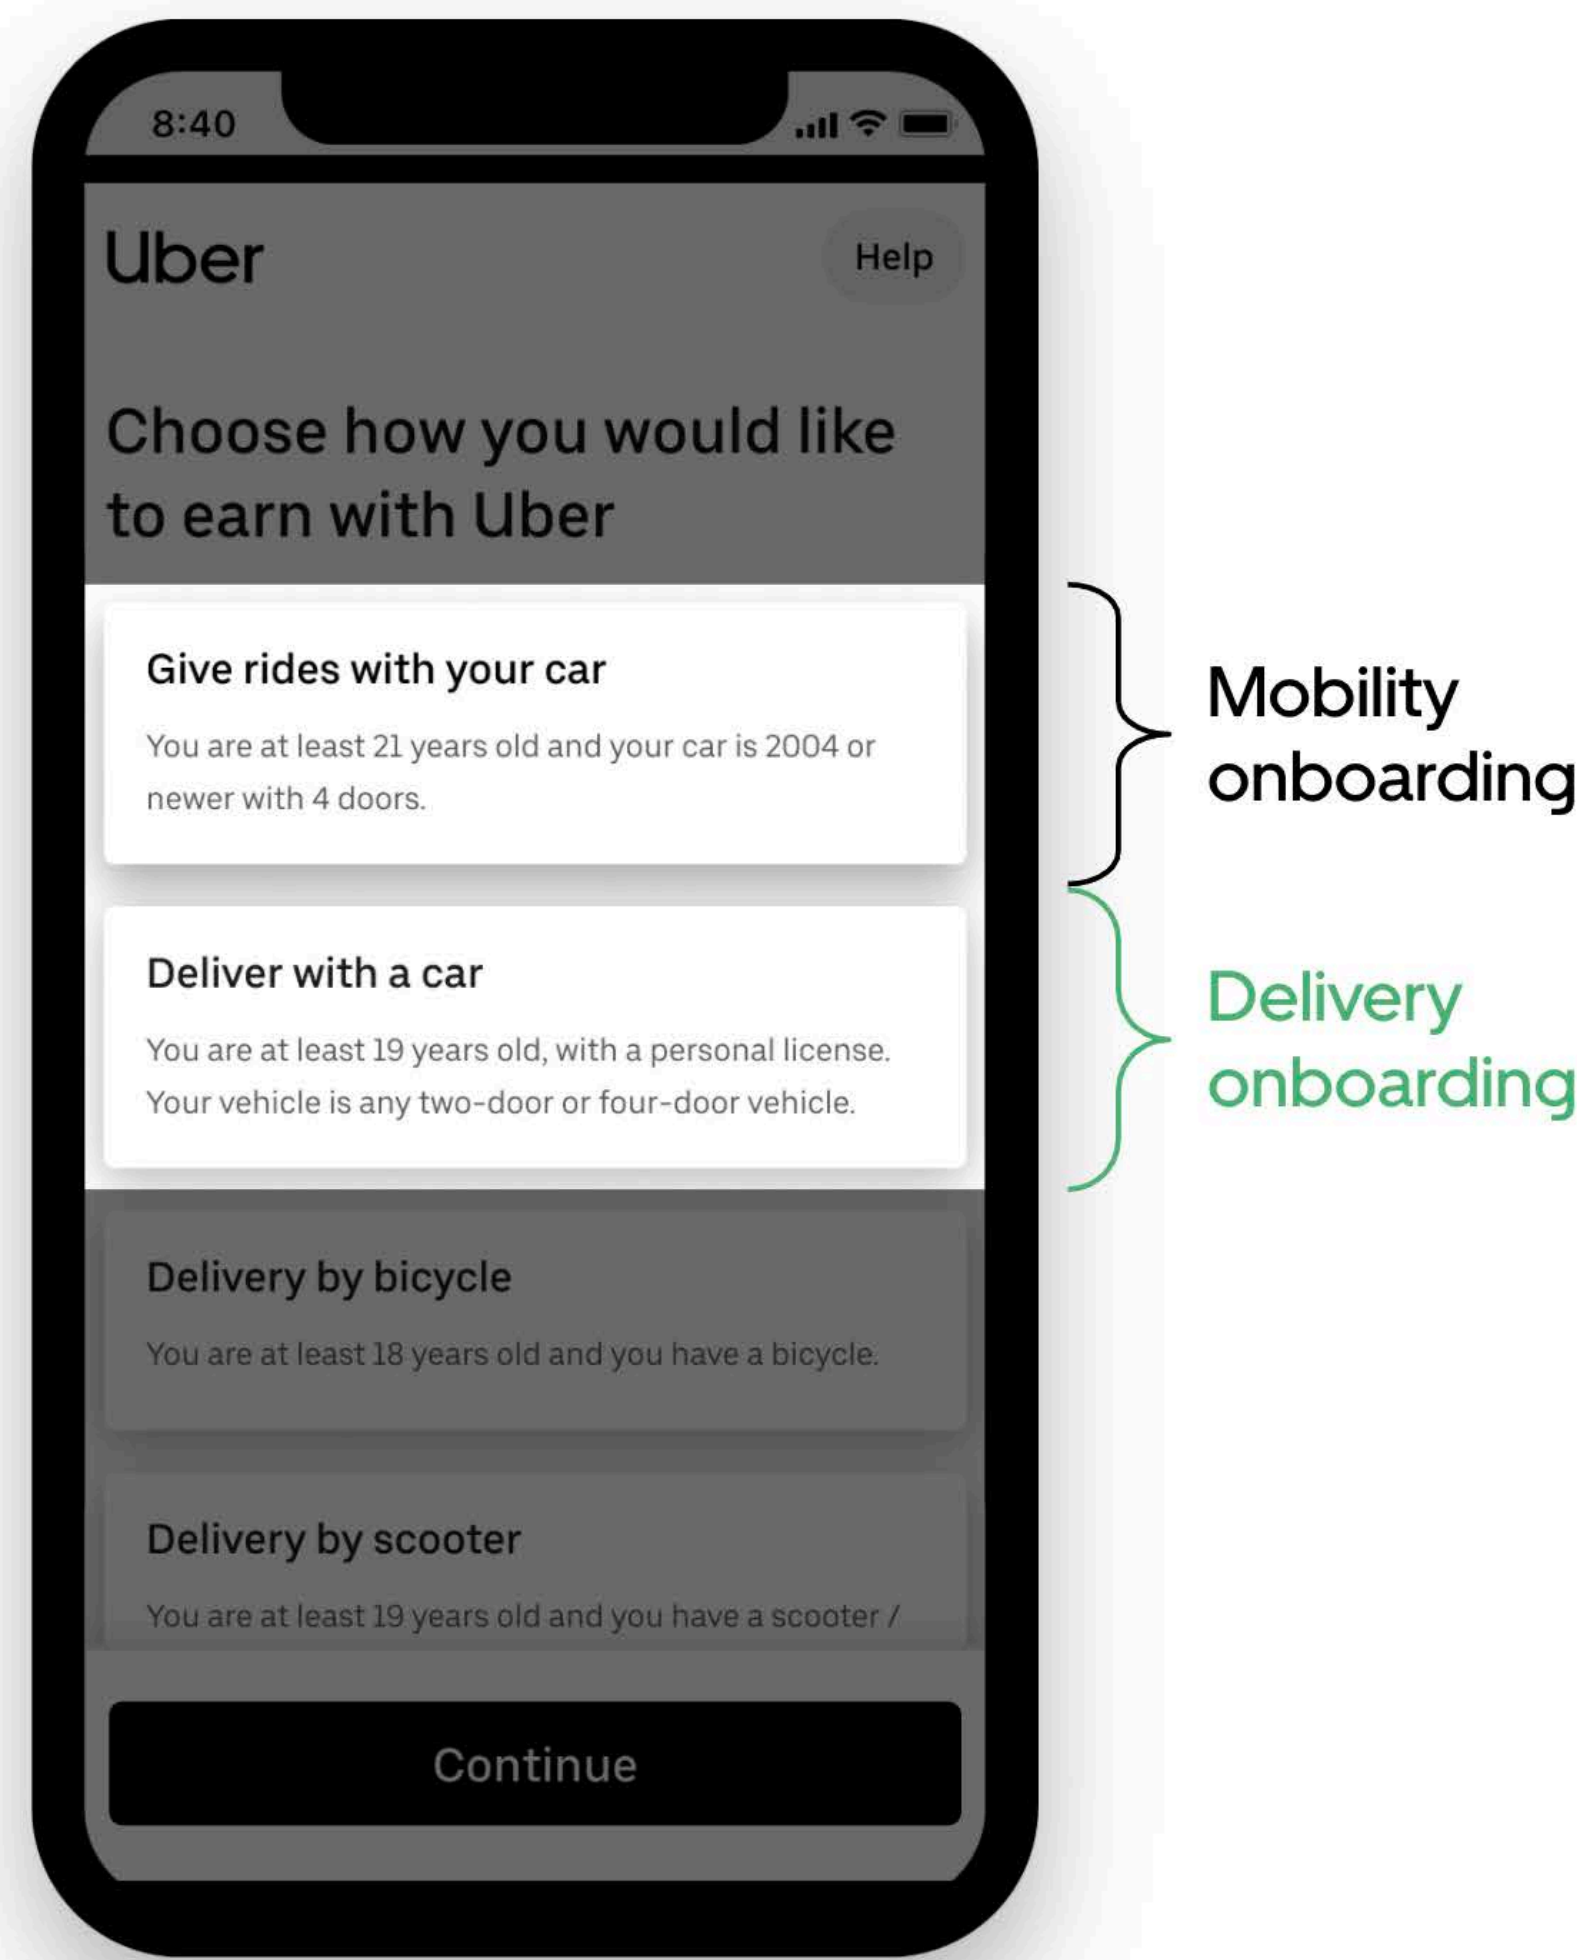 8:40
Uber
Help
Choose how you would like
to earn with Uber
Give rides with your car
You are at least 21 years old and your car is 2004 or
newer with 4 doors.
Mobility
onboarding
Deliver with a car
You are at least 19 years old, with a personal license.
Your vehicle is any two-door or four-door vehicle.
Delivery
onboarding
Delivery by bicycle
You are at least 18 years old and you have a bicycle.
Delivery by scooter
You are at least 19 years old and you have a scooter /
Continue